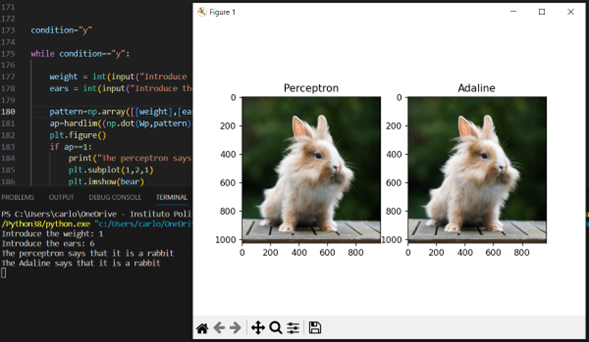 171
172
173 condition="y"
174
175 while condition=="y":
176
177 weight = int(input("Introduce
178 ears = int(input("Introduce the
179
180 pattern=np.array([[weight],[ea
181 ap=hardlim((np.dot(Wp,pattern)
182 plt.figure()
183 if ap==1:
184 print("The perceptron says
185 plt.subplot(1,2,1)
186 plt.imshow(bear)
PROBLEMS OUTPUT DEBUG CONSOLE TERMINAL
PS C:\Users\carlo\OneDrive - Instituto Poli
/Python38/python.exe "c:/Users/carlo/OneDri
Introduce the weight: 1
Introduce the ears: 6
The perceptron says that it is a rabbit
The Adaline says that it is a rabbit
Figure 1
Perceptron Adaline
0 0
200 200
400 400
600 600
800 800
1000 1000
0 200 400 600 800 0 200 400 600 800